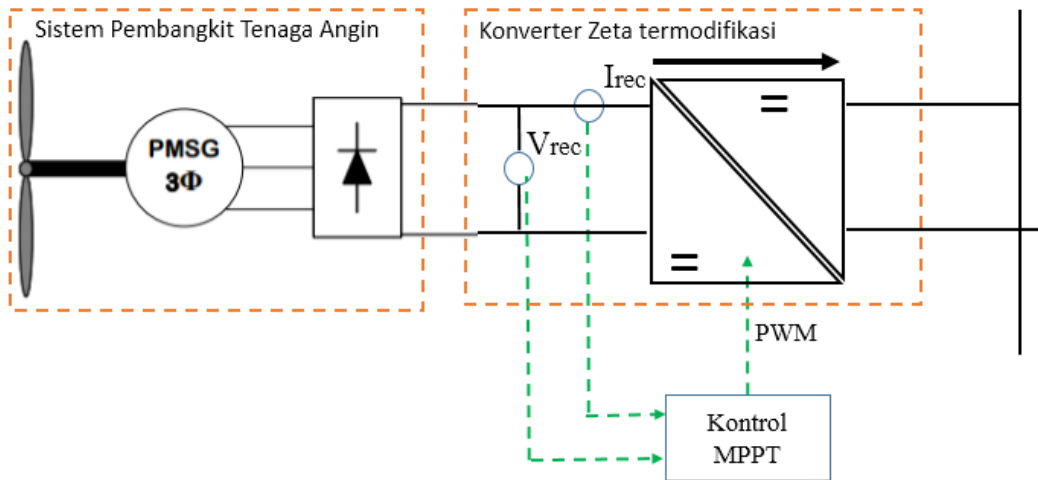 Sistem Pembangkit Tenaga Angin
Konverter Zeta termodifikasi
Irec
Vrec
PMSG
3Φ
=
=
PWM
Kontrol
MPPT